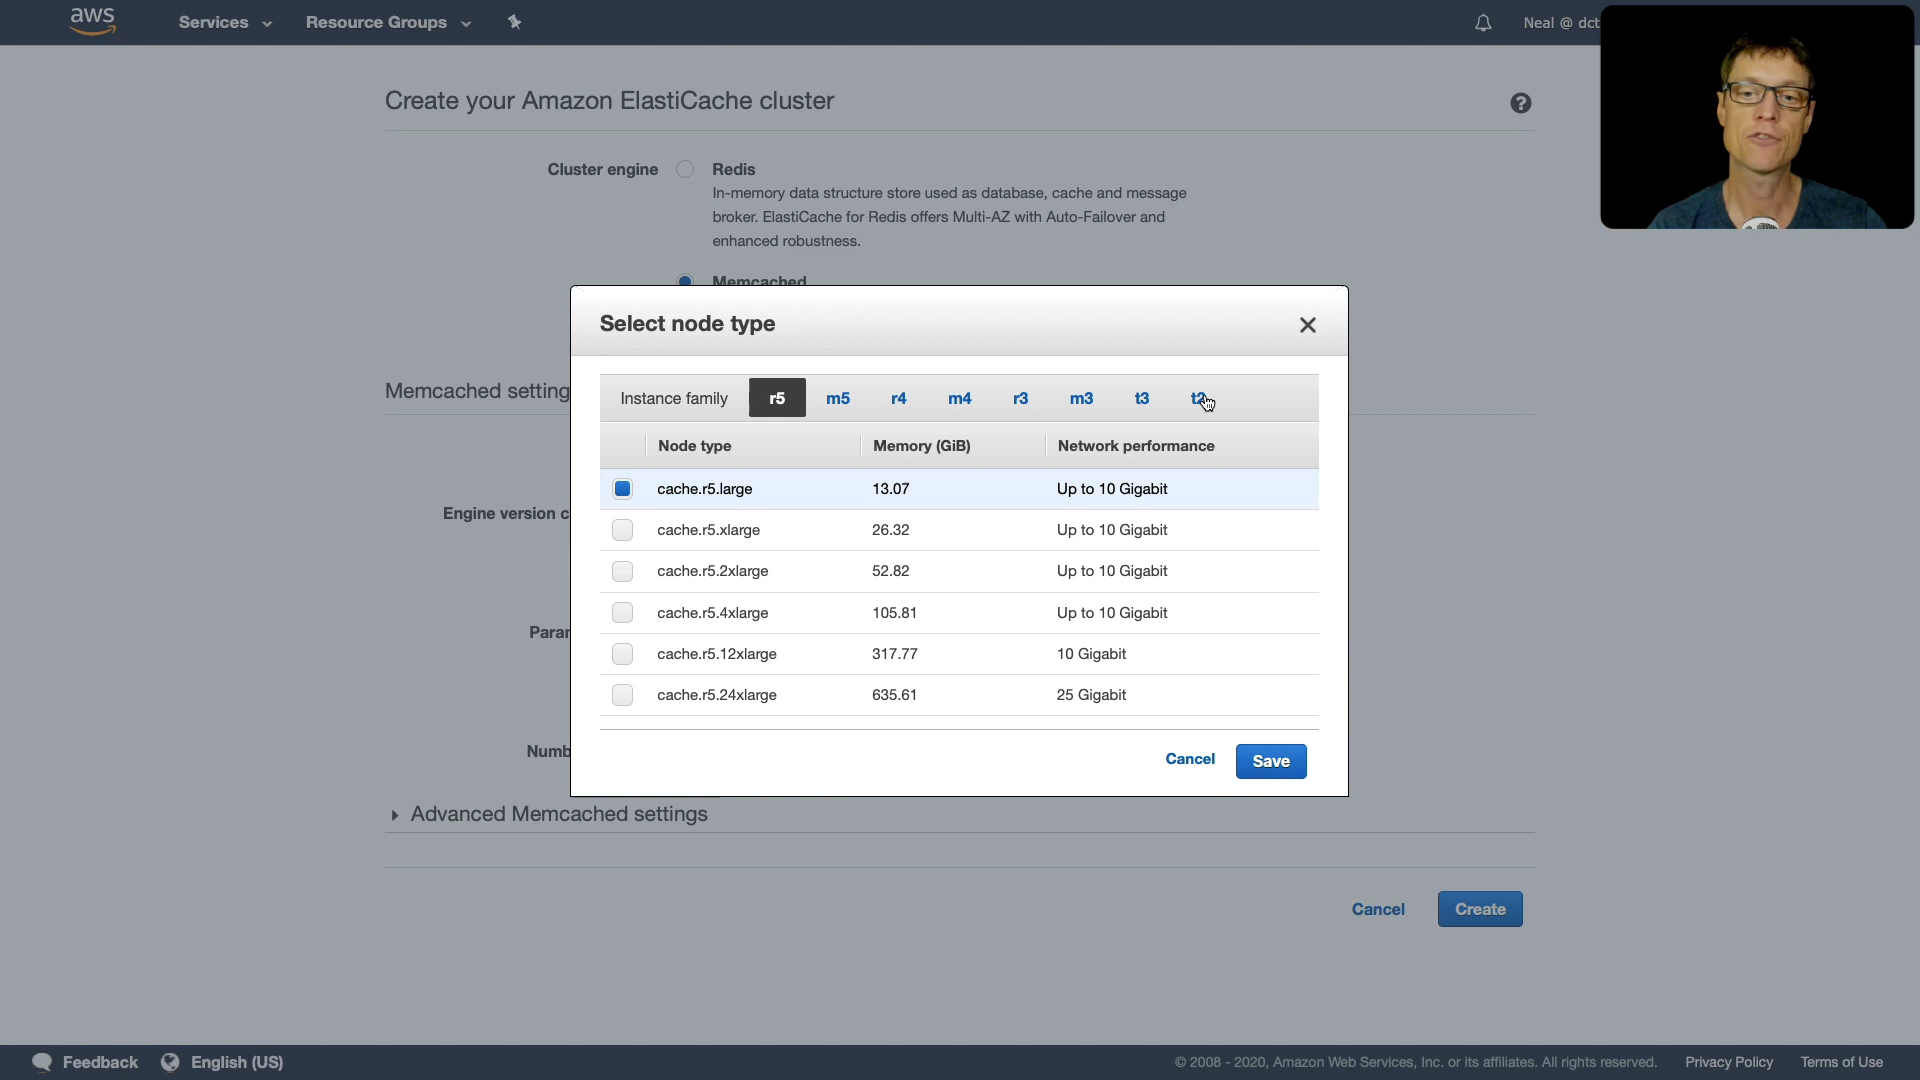 aws
Services
Resource Groups
Neal @ dct
Create your Amazon ElastiCache cluster
?
Cluster engine
Redis
In-memory data structure store used as database, cache and message
broker. ElastiCache for Redis offers Multi-AZ with Auto-Failover and
enhanced robustness.
Memcached
Select node type
Memcached setting
Instance family r5 m5 r4 m4 r3 m3 t3 t2
Node type Memory (GiB) Network performance
cache.r5.large 13.07 Up to 10 Gigabit
cache.r5.xlarge 26.32 Up to 10 Gigabit
cache.r5.2xlarge 52.82 Up to 10 Gigabit
cache.r5.4xlarge 105.81 Up to 10 Gigabit
cache.r5.12xlarge 317.77 10 Gigabit
cache.r5.24xlarge 635.61 25 Gigabit
Engine version c
Paran
Numb
Cancel
Save
Advanced Memcached settings
Cancel
Create
Feedback
English (US)
© 2008 - 2020, Amazon Web Services, Inc. or its affiliates. All rights reserved.
Privacy Policy
Terms of Use